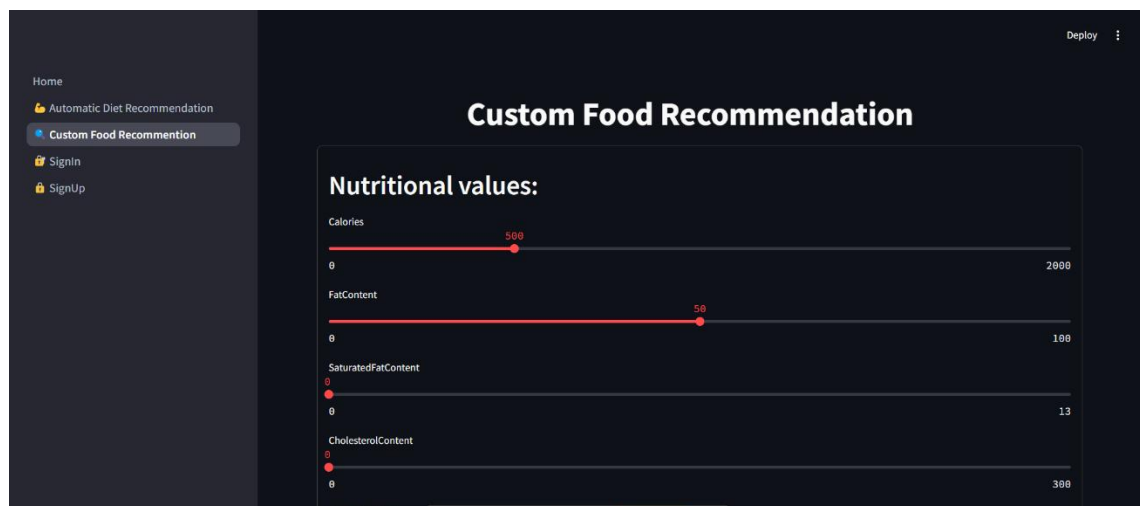 Deploy
Home
Automatic Diet Recommendation
Custom Food Recommention
SignIn
SignUp
Custom Food Recommendation
Nutritional values:
Calories
500
0 2000
FatContent
50
0 100
SaturatedFatContent
0
0 13
CholesterolContent
0
0 300